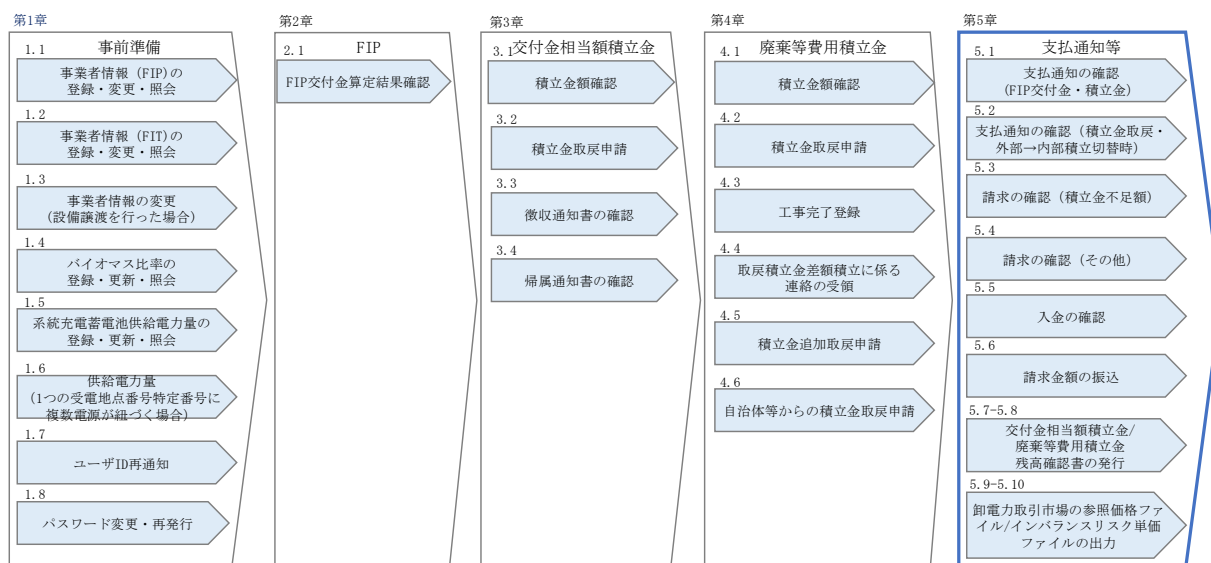 第1章
事前準備
1.1
事業者情報（FIP)の
登録・変更・照会
1.2
事業者情報（FIT)の
登録・変更・照会
1.3
事業者情報の変更
(設備譲渡を行った場合)
1.4
バイオマス比率の
登録・更新・照会
1.5
系統充電蓄電池供給電力量の
登録・更新・照会
1.6
供給電力量
(1つの受電地点番号特定番号に
複数電源が紐づく場合)
1.7
ユーザID再通知
1.8
パスワード変更・再発行
第2章
FIP
2.1
FIP交付金算定結果確認
第3章
交付金相当額積立金
3.1
積立金額確認
3.2
積立金取戻申請
3.3
徴収通知書の確認
3.4
帰属通知書の確認
第4章
廃棄等費用積立金
4.1
積立金額確認
4.2
積立金取戻申請
4.3
工事完了登録
4.4
取戻積立金差額積立に係る
連絡の受領
4.5
積立金追加取戻申請
4.6
自治体等からの積立金取戻申請
第5章
支払通知等
5.1
支払通知の確認
(FIP交付金・積立金)
5.2
支払通知の確認（積立金取戻・
外部→内部積立切替時）
5.3
請求の確認（積立金不足額）
5.4
請求の確認（その他）
5.5
入金の確認
5.6
請求金額の振込
5.7-5.8
交付金相当額積立金/
廃棄等費用積立金
残高確認書の発行
5.9-5.10
卸電力取引市場の参照価格ファ
イル/インバランスリスク単価
ファイルの出力